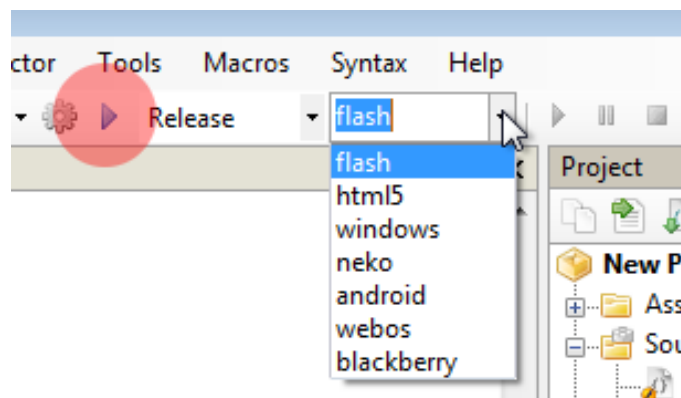 ctor Tools Macros Syntax Help
Release flash
flash
html5
windows
neko
android
webos
blackberry
Project
New P
Ass
Sou